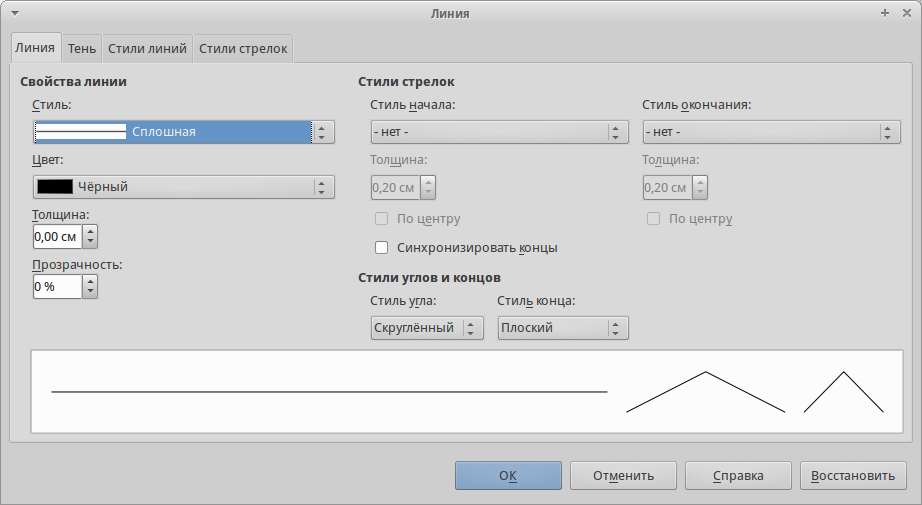 Линия
Линия Тень Стили линий Стили стрелок
Свойства линии
Стиль:
Сплошная
Цвет:
Чёрный
Толщина:
0,00 см
Прозрачность:
0 %
Стили стрелок
Стиль начала: Стиль окончания:
- нет - - нет -
Толщина: Толщина:
0,20 см 0,20 см
По центру По центру
Синхронизировать концы
Стили углов и концов
Стиль угла: Стиль конца:
Скруглённый Плоский
ОК Отменить Справка Восстановить